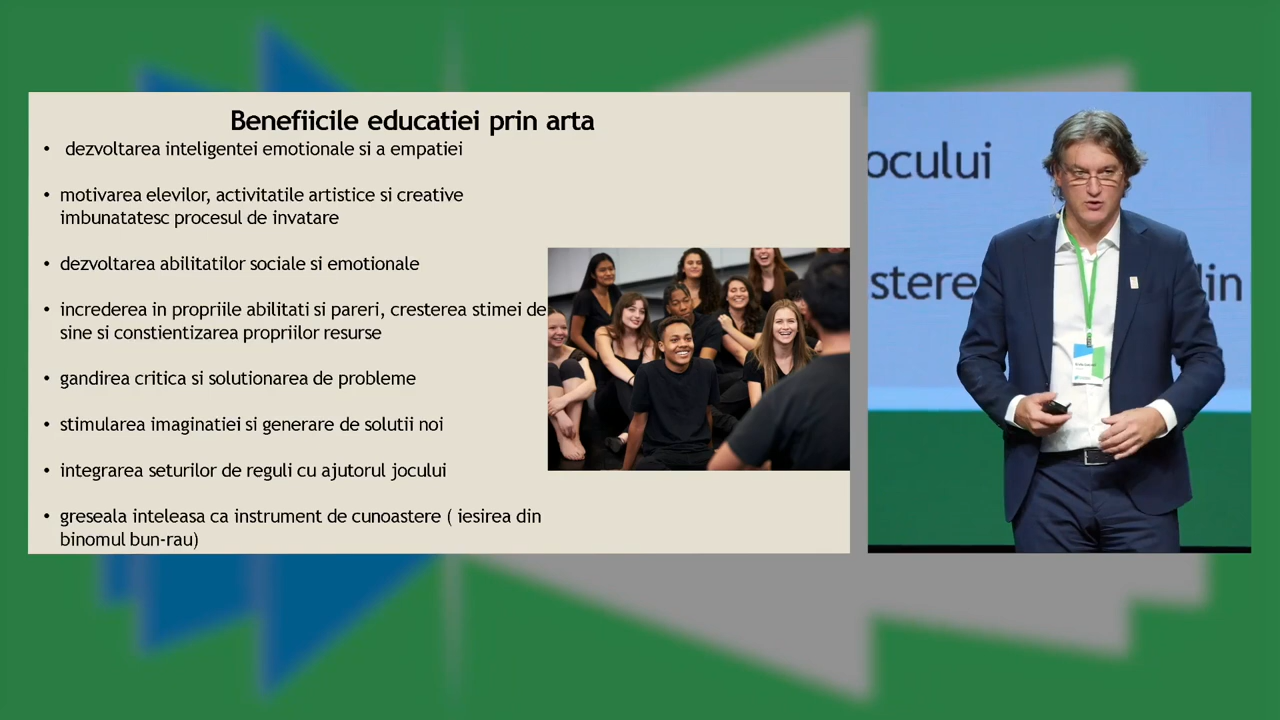 Benefiicile educatiei prin arta
• dezvoltarea inteligentei emotionale si a empatiei
• motivarea elevilor, activitatile artistice si creative
imbunatatesc procesul de invatare
• dezvoltarea abilitatilor sociale si emotionale
• increderea in propriile abilitati si pareri, cresterea stimei de
sine si constientizarea propriilor resurse
• gandirea critica si solutionarea de probleme
• stimularea imaginatiei si generare de solutii noi
• integrarea seturilor de reguli cu ajutorul jocului
• greseala inteleasa ca instrument de cunoastere ( iesirea din
binomul bun-rau)
ocului
stere
in